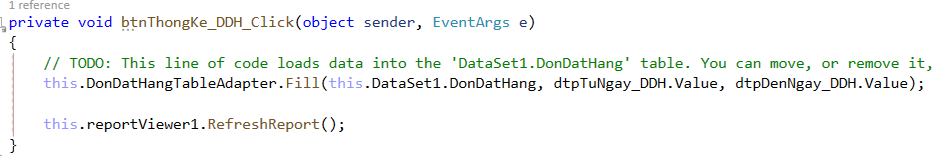 1 reference
private void btnThongKe_DDH_Click(object sender, EventArgs e)
{
// TODO: This line of code loads data into the 'DataSet1.DonDatHang' table. You can move, or remove it,
this.DonDatHangTableAdapter.Fill(this.DataSet1.DonDatHang, dtpTuNgay_DDH.Value, dtpDenNgay_DDH.Value);
this.reportViewer1.RefreshReport();
}